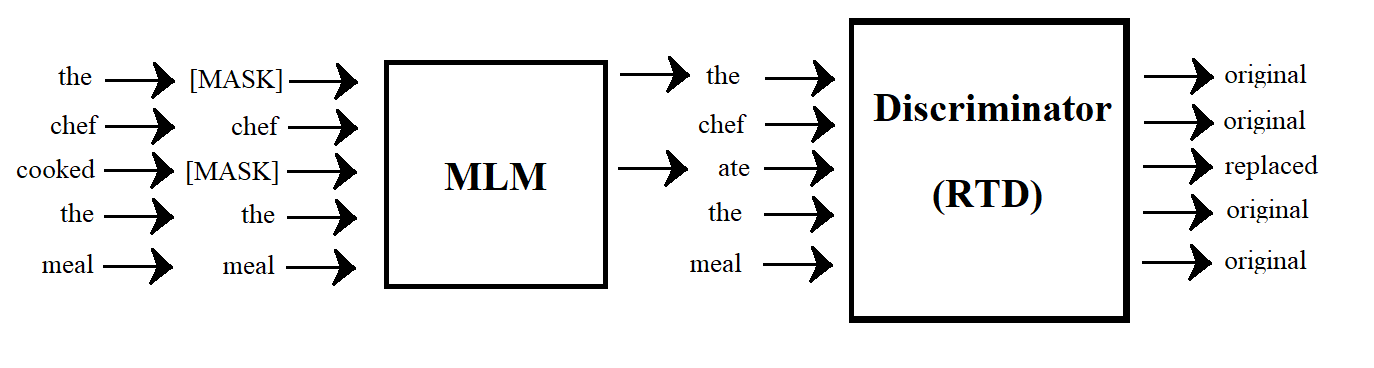 the [MASK] the original
chef chef chef original
cooked [MASK] ate replaced
the the the original
meal meal meal original
MLM
Discriminator
(RTD)